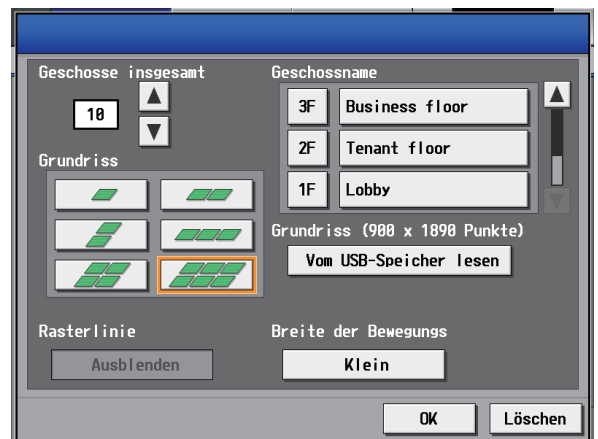 Geschosse insgesamt
10
Grundriss
Rasterlinie
Ausblenden
Geschossname
3F Business floor
2F Tenant floor
1F Lobby
Grundriss (900 x 1890 Punkte)
Vom USB-Speicher lesen
Breite der Bewegungs
Klein
OK Löschen